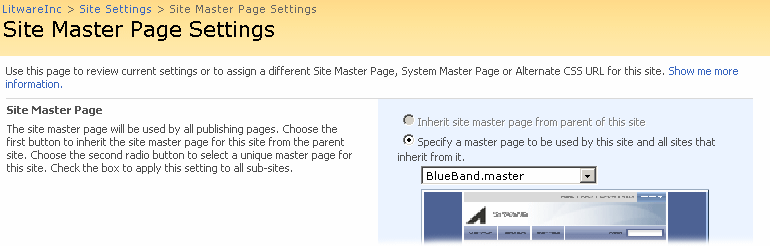 LitwareInc > Site Settings > Site Master Page Settings
Site Master Page Settings
Use this page to review current settings or to assign a different Site Master Page, System Master Page or Alternate CSS URL for this site. Show me more
information.
Site Master Page
The site master page will be used by all publishing pages. Choose the
first button to inherit the site master page for this site from the parent
site. Choose the second radio button to select a unique master page for
this site. Check the box to apply this setting to all sub-sites.
Inherit site master page from parent of this site
Specify a master page to be used by this site and all sites that
inherit from it.
BlueBand.master